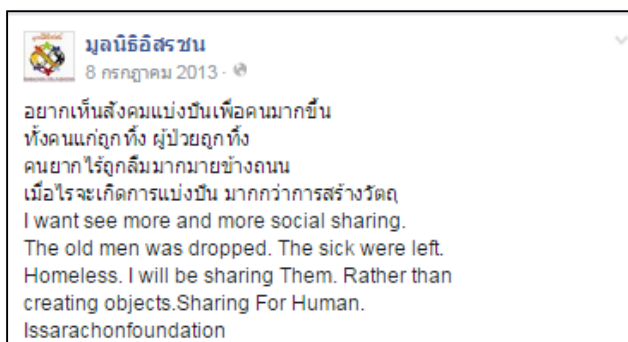 มูลนิธิอิสรชน
8 กรกฎาคม 2013 ·
อยากเห็นสังคมแบ่งปันเพื่อคนมากขึ้น
ทั้งคนแก่ถูกทิ้ง ผู้ป่วยถูกทิ้ง
คนยากไร้ถูกลืมมากมายข้างถนน
เมื่อไรจะเกิดการแบ่งปัน มากกว่าการสร้างวัตถุ
I want see more and more social sharing.
The old men was dropped. The sick were left.
Homeless. I will be sharing Them. Rather than
creating objects.Sharing For Human.
Issarachonfoundation